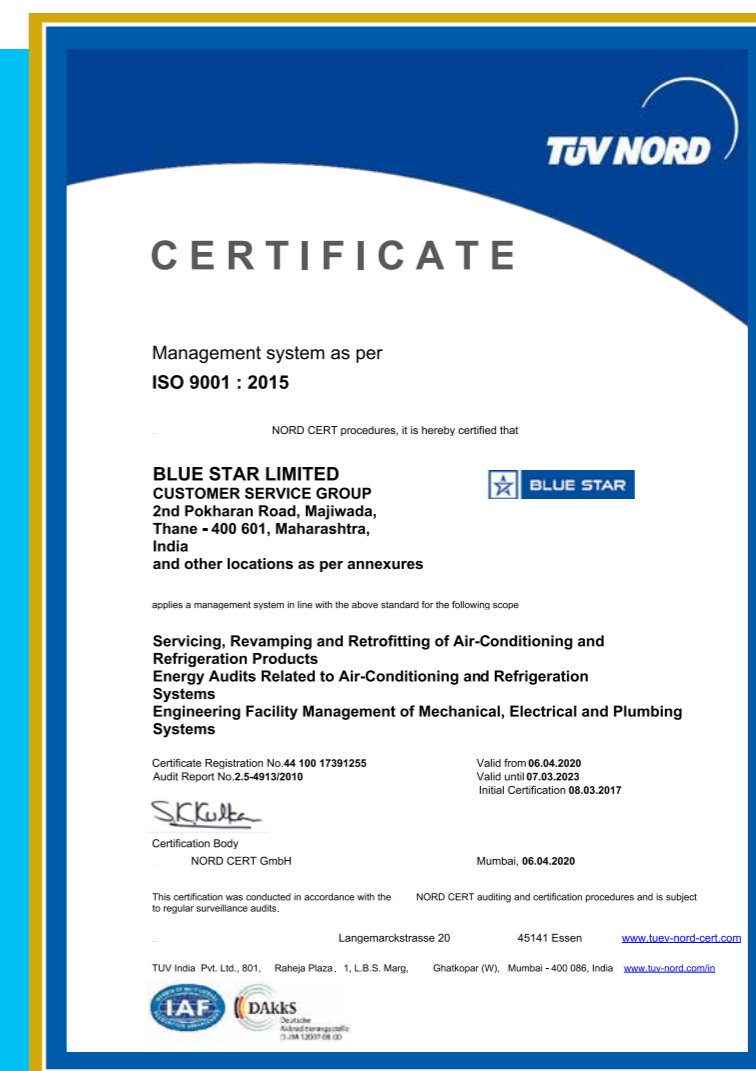 TÜV NORD
CERTIFICATE
Management system as per
ISO 9001 : 2015
NORD CERT procedures, it is hereby certified that
BLUE STAR LIMITED
BLUE STAR
CUSTOMER SERVICE GROUP
2nd Pokharan Road, Majiwada,
Thane - 400 601, Maharashtra,
India
and other locations as per annexures
applies a management system in line with the above standard for the following scope
Servicing, Revamping and Retrofitting of Air-Conditioning and
Refrigeration Products
Energy Audits Related to Air-Conditioning and Refrigeration
Systems
Engineering Facility Management of Mechanical, Electrical and Plumbing
Systems
Certificate Registration No.44 100 17391255 Valid from 06.04.2020
Audit Report No.2.5-4913/2010 Valid until 07.03.2023
Initial Certification 08.03.2017
Certification Body
NORD CERT GmbH Mumbai, 06.04.2020
This certification was conducted in accordance with the NORD CERT auditing and certification procedures and is subject
to regular surveillance audits.
Langemarckstrasse 20 45141 Essen www.tuev-nord-cert.com
TUV India Pvt. Ltd., 801, Raheja Plaza. 1, L.B.S. Marg, Ghatkopar (W), Mumbai - 400 086, India www.tuv-nord.com/in
IAF
DAkkS
Deutsche
Akkreditierungsstelle